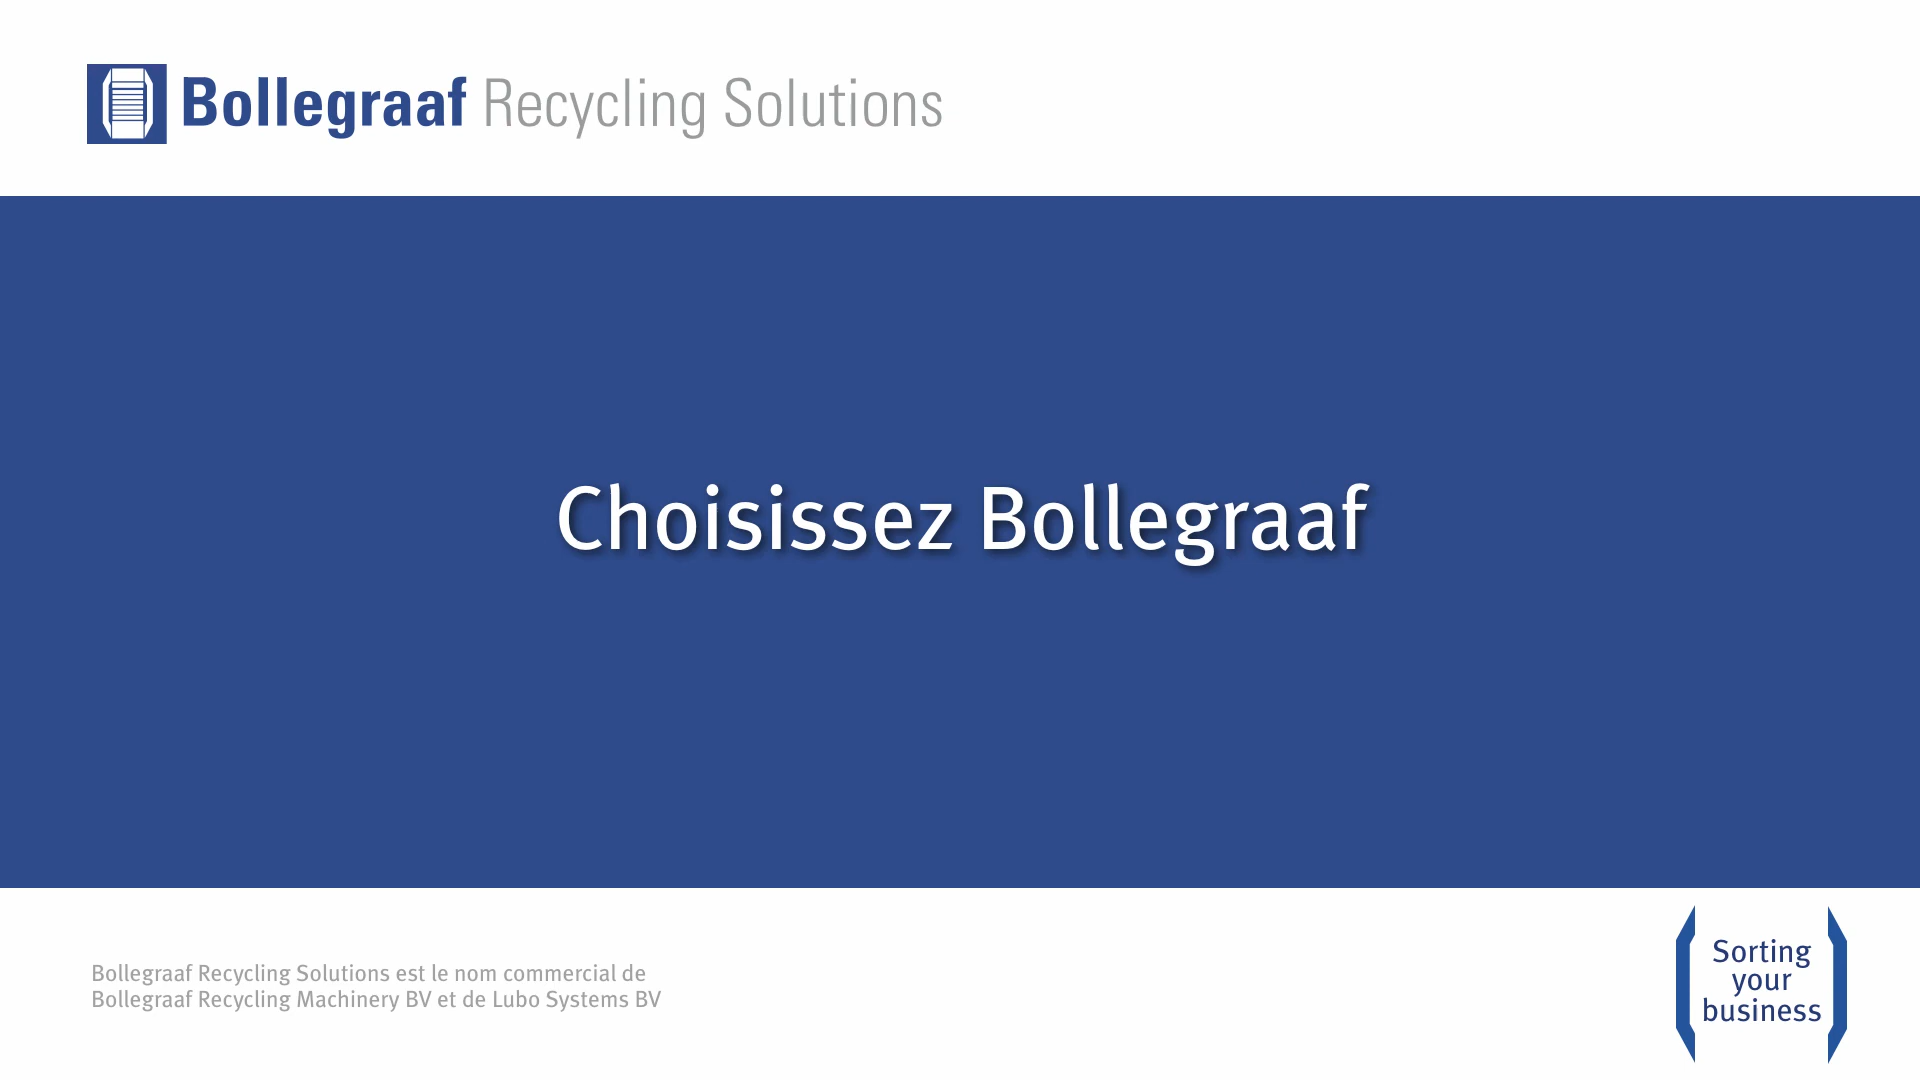 Bollegraaf Recycling Solutions
Choisissez Bollegraaf
Bollegraaf Recycling Solutions est le nom commercial de
Bollegraaf Recycling Machinery BV et de Lubo Systems BV
Sorting
your
business